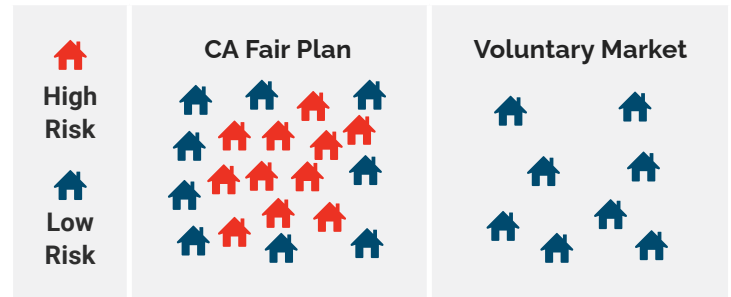 High
Risk
Low
Risk
CA Fair Plan
Voluntary Market